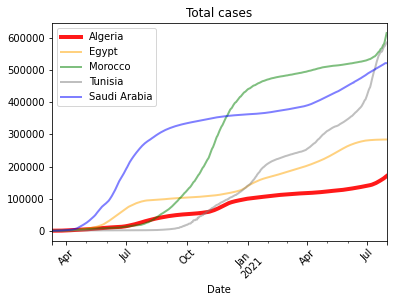 Total cases
Algeria
Egypt
Morocco
Tunisia
Saudi Arabia
600000
500000
400000
300000
200000
100000
0
Apr
Jul
Oct
Jan
2021
Apr
Jul
Date